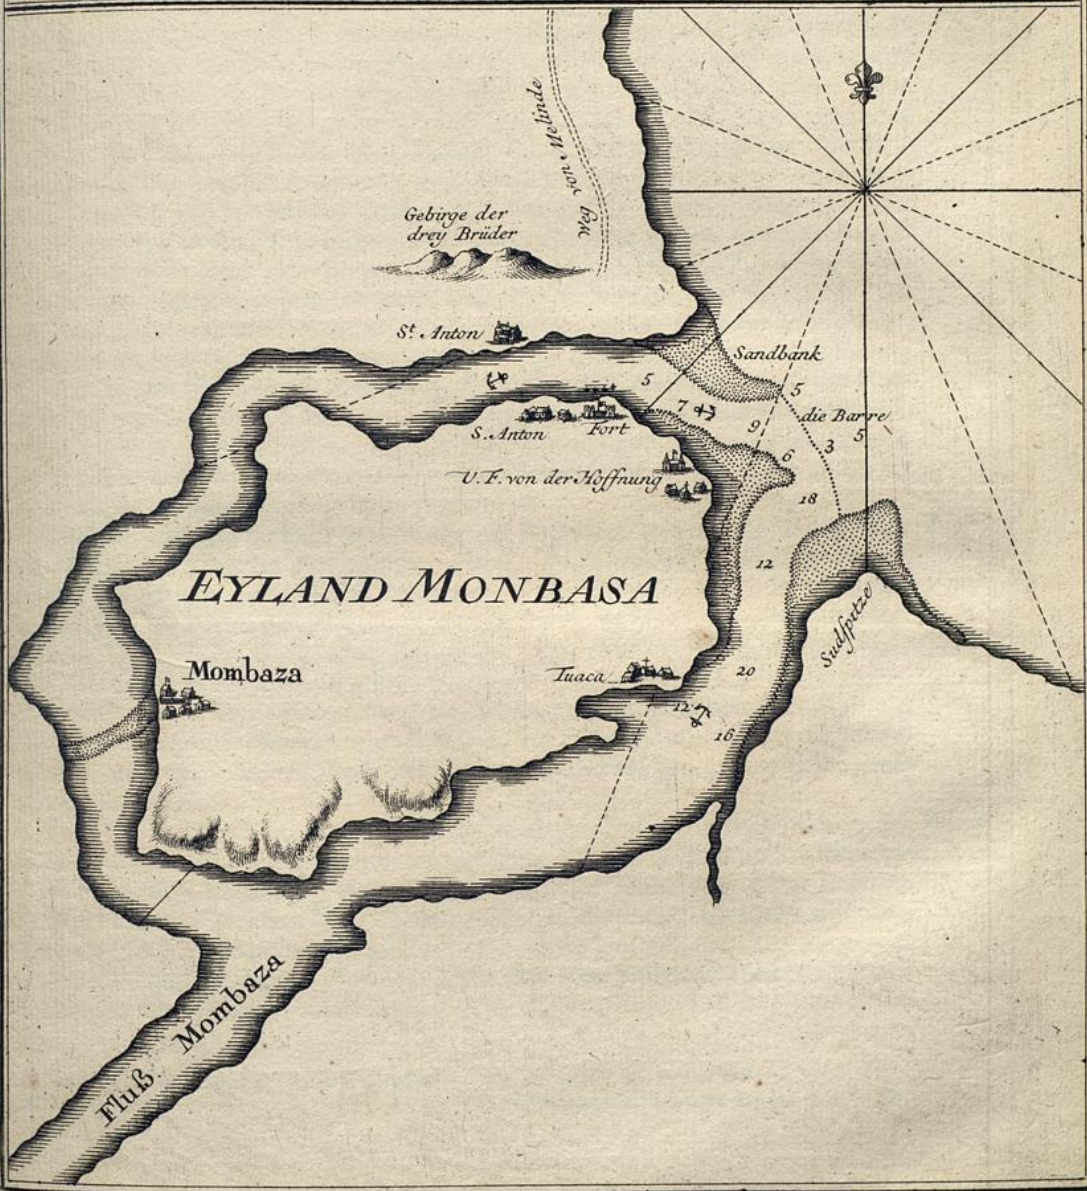 Weg von Melinde
Gebirge der
drey Brüder
St. Anton
Sandbank
5
5
7
die Barre
9
3
5
S. Anton
Fort
6
U. F. von der Hoffnung
18
12
EYLAND MONBASA
Sudspitze
Mombaza
Tuaca
20
12
16
Fluß Mombaza